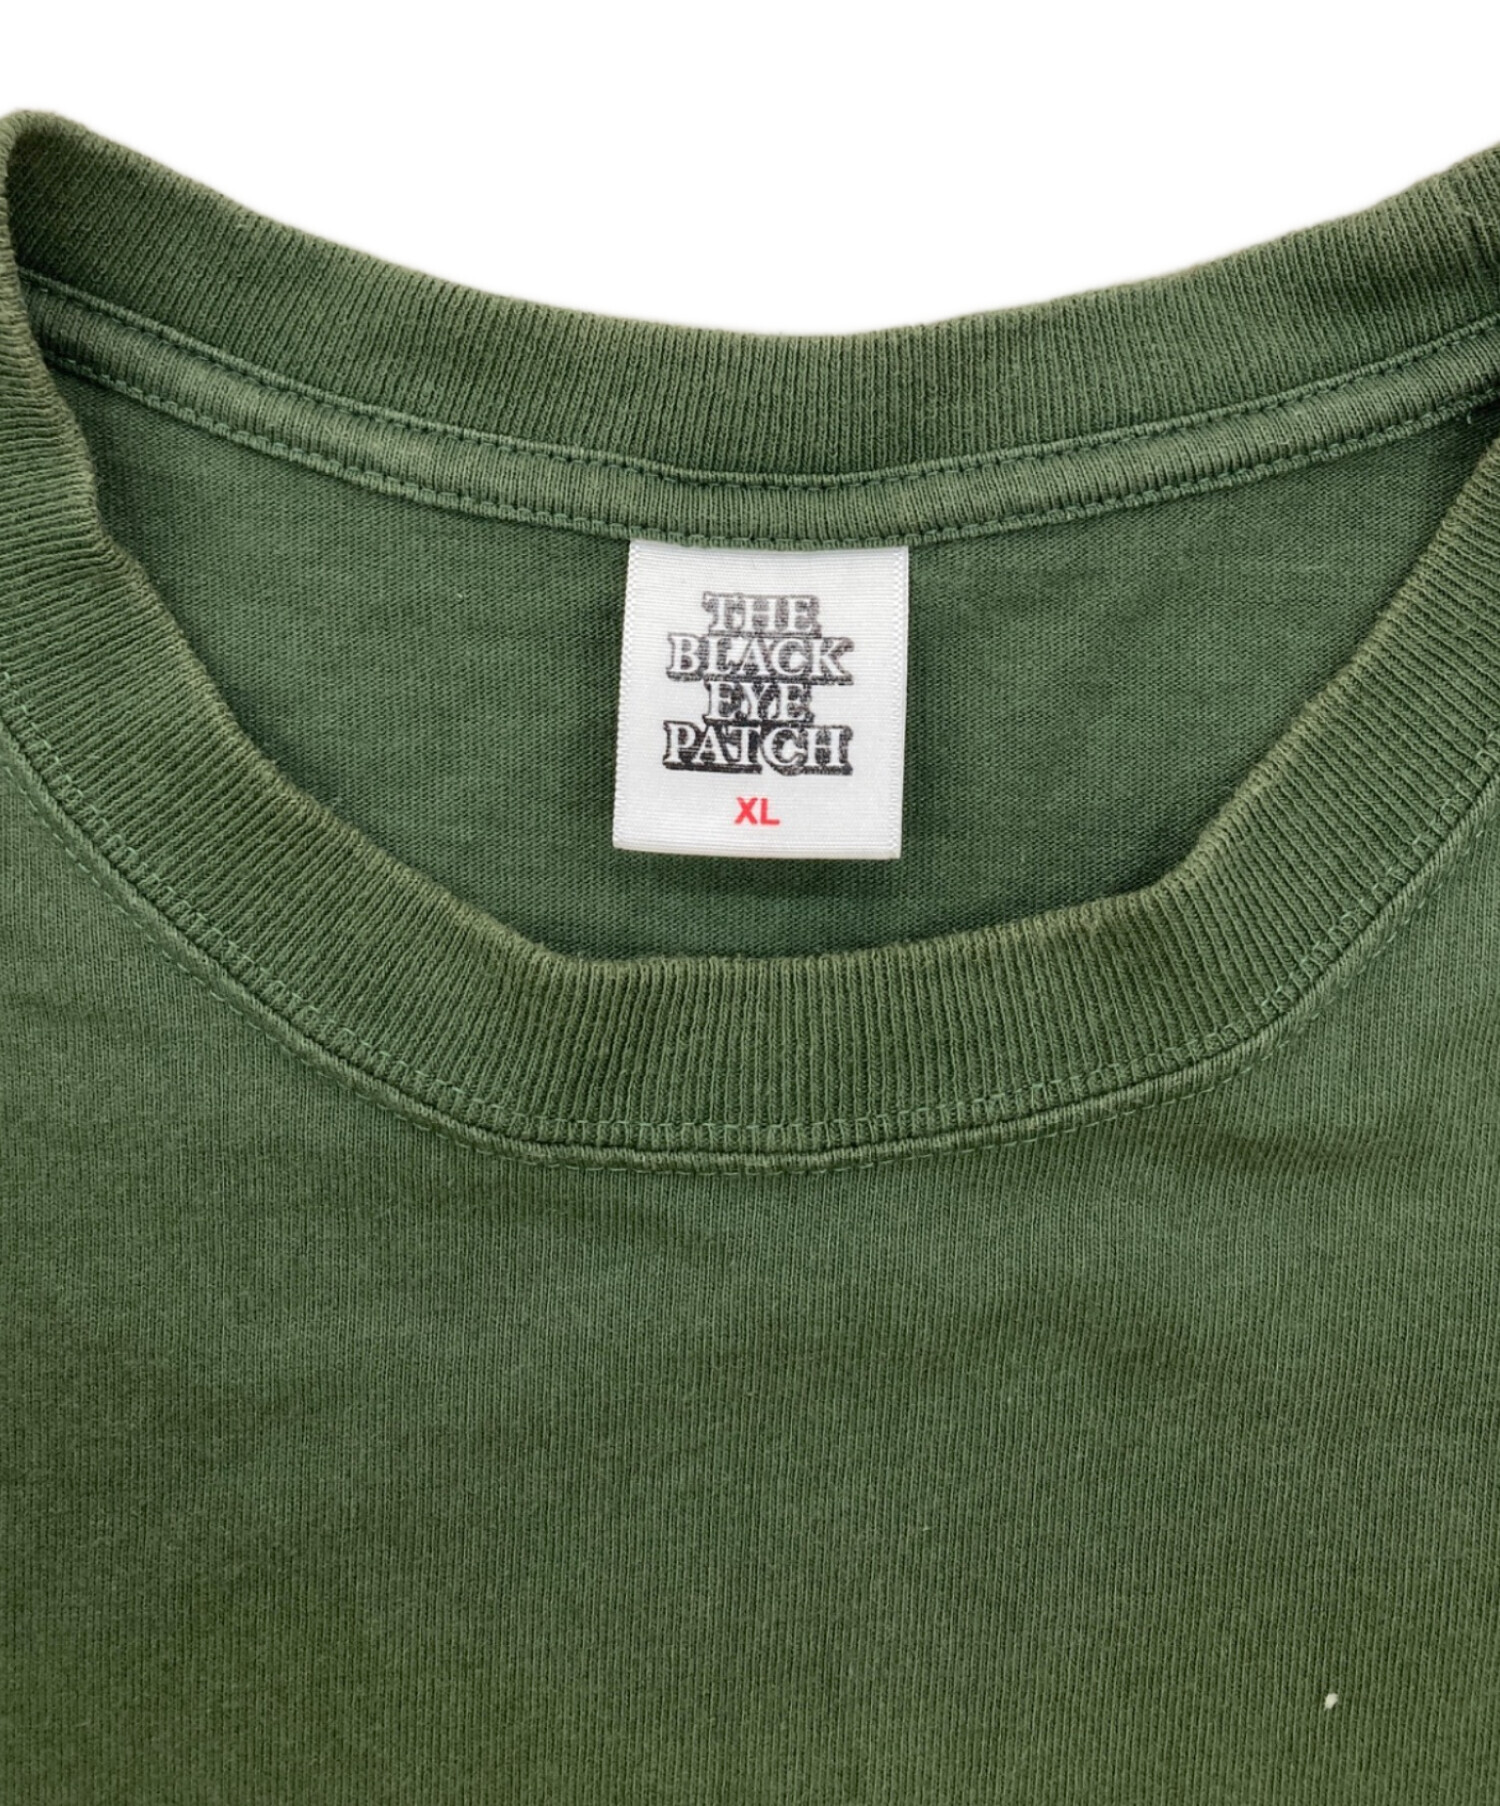 THE
BLACK
EYE
PATCH
XL